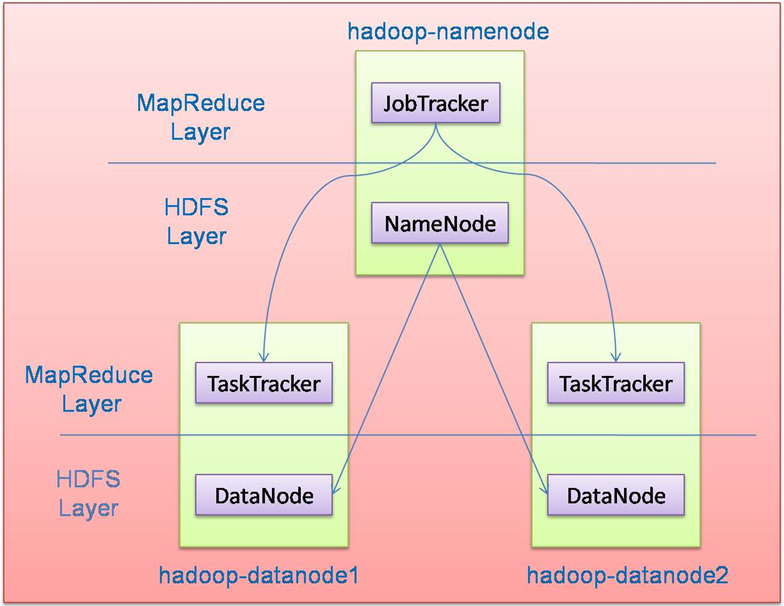 hadoop-namenode
MapReduce
Layer
JobTracker
HDFS
Layer
NameNode
MapReduce
Layer
TaskTracker
TaskTracker
HDFS
Layer
DataNode
DataNode
hadoop-datanode1
hadoop-datanode2